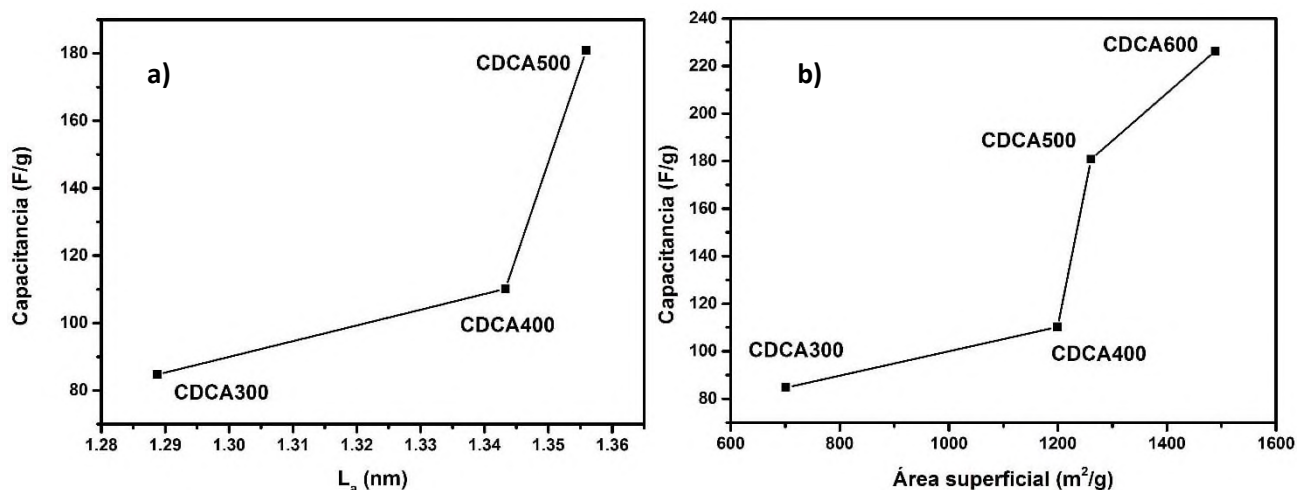 a)
CDCA500
CDCA400
CDCA300
Capacitancia (F/g)
180
160
140
120
100
80
1.28 1.29 1.30 1.31 1.32 1.33 1.34 1.35 1.36
Lₐ (nm)
b)
CDCA600
CDCA500
CDCA300
CDCA400
Capacitancia (F/g)
240
220
200
180
160
140
120
100
80
600 800 1000 1200 1400 1600
Área superficial (m²/g)